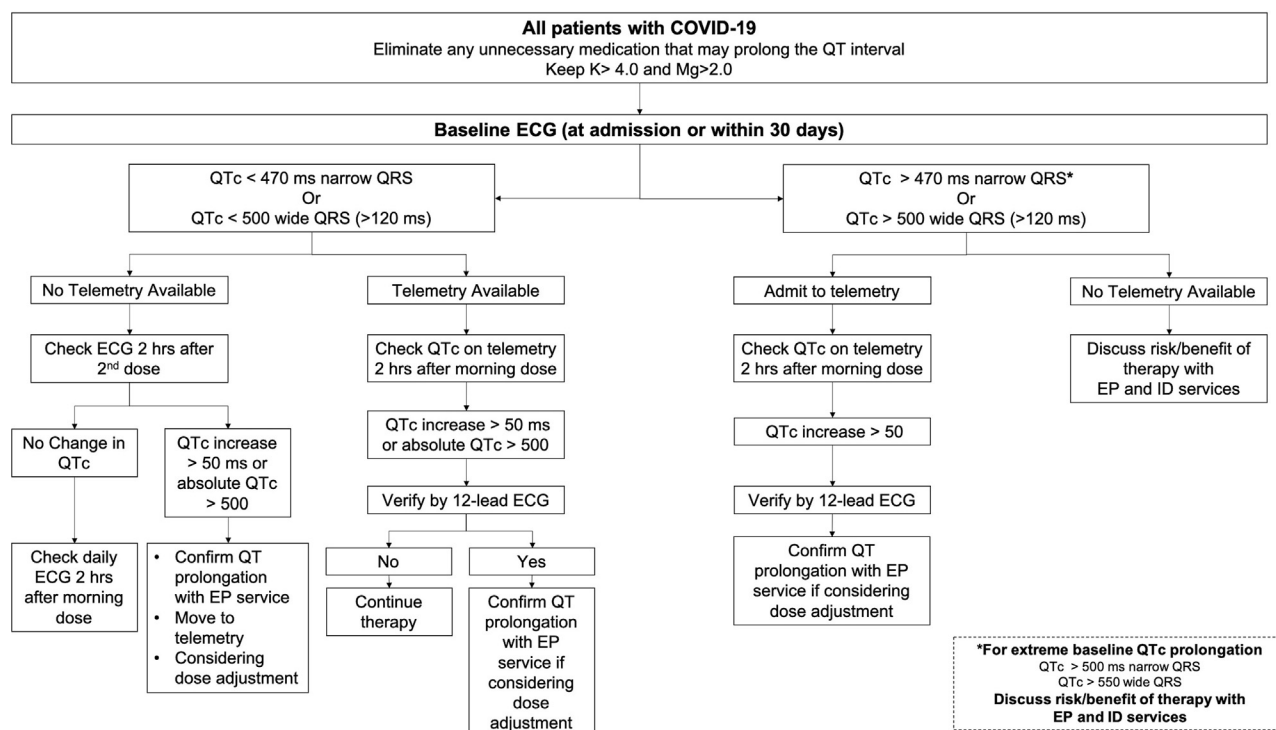 All patients with COVID-19
Eliminate any unnecessary medication that may prolong the QT interval
Keep K> 4.0 and Mg>2.0
Baseline ECG (at admission or within 30 days)
QTc < 470 ms narrow QRS
Or
QTc < 500 wide QRS (>120 ms)
QTc > 470 ms narrow QRS*
Or
QTc > 500 wide QRS (>120 ms)
No Telemetry Available
Telemetry Available
Admit to telemetry
No Telemetry Available
Check ECG 2 hrs after
2nd dose
Check QTc on telemetry
2 hrs after morning dose
Check QTc on telemetry
2 hrs after morning dose
Discuss risk/benefit of
therapy with
EP and ID services
No Change in
QTc
QTc increase
> 50 ms or
absolute QTc
> 500
QTc increase > 50 ms
or absolute QTc > 500
QTc increase > 50
Verify by 12-lead ECG
Verify by 12-lead ECG
Check daily
ECG 2 hrs
after morning
dose
• Confirm QT
prolongation
with EP service
• Move to
telemetry
• Considering
dose adjustment
No
Yes
Continue
therapy
Confirm QT
prolongation
with EP
service if
considering
dose
adjustment
Confirm QT
prolongation with EP
service if considering
dose adjustment
*For extreme baseline QTc prolongation
QTc > 500 ms narrow QRS
QTc > 550 wide QRS
Discuss risk/benefit of therapy with
EP and ID services